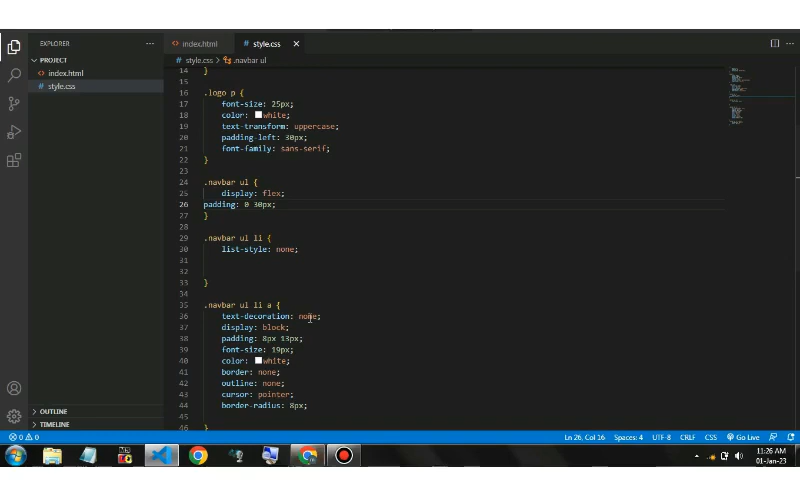 EXPLORER
PROJECT
index.html
style.css
OUTLINE
TIMELINE
index.html
style.css
style.css > .navbar ul
14 }
15
16 .logo p {
17 font-size: 25px;
18 color: white;
19 text-transform: uppercase;
20 padding-left: 30px;
21 font-family: sans-serif;
22 }
23
24 .navbar ul {
25 display: flex;
26 padding: 0 30px;
27 }
28
29 .navbar ul li {
30 list-style: none;
31
32
33 }
34
35 .navbar ul li a {
36 text-decoration: none;
37 display: block;
38 padding: 8px 13px;
39 font-size: 19px;
40 color: white;
41 border: none;
42 outline: none;
43 cursor: pointer;
44 border-radius: 8px;
45
46 }
0 0
Ln 26, Col 16 Spaces: 4 UTF-8 CRLF CSS Go Live
11:26 AM
01-Jan-23